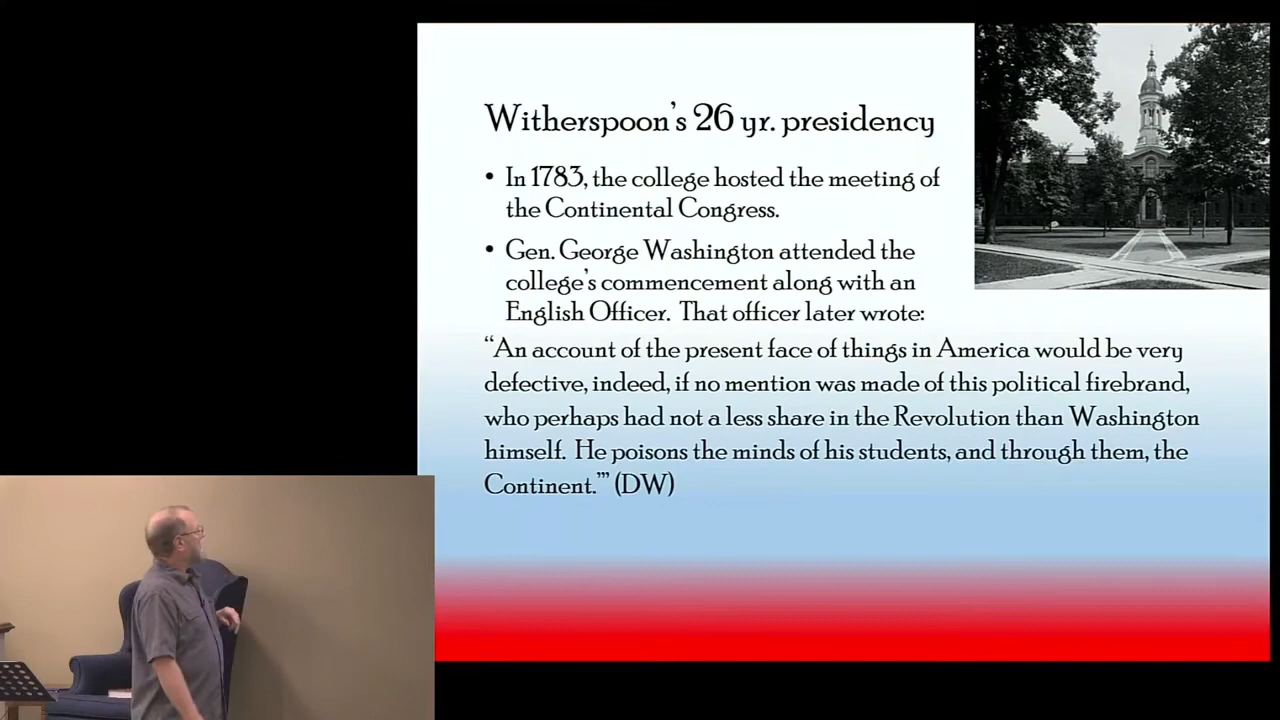 Witherspoon's 26 yr. presidency
• In 1783, the college hosted the meeting of
the Continental Congress.
• Gen. George Washington attended the
college's commencement along with an
English Officer. That officer later wrote:
“An account of the present face of things in America would be very
defective, indeed, if no mention was made of this political firebrand,
who perhaps had not a less share in the Revolution than Washington
himself. He poisons the minds of his students, and through them, the
Continent.’” (DW)